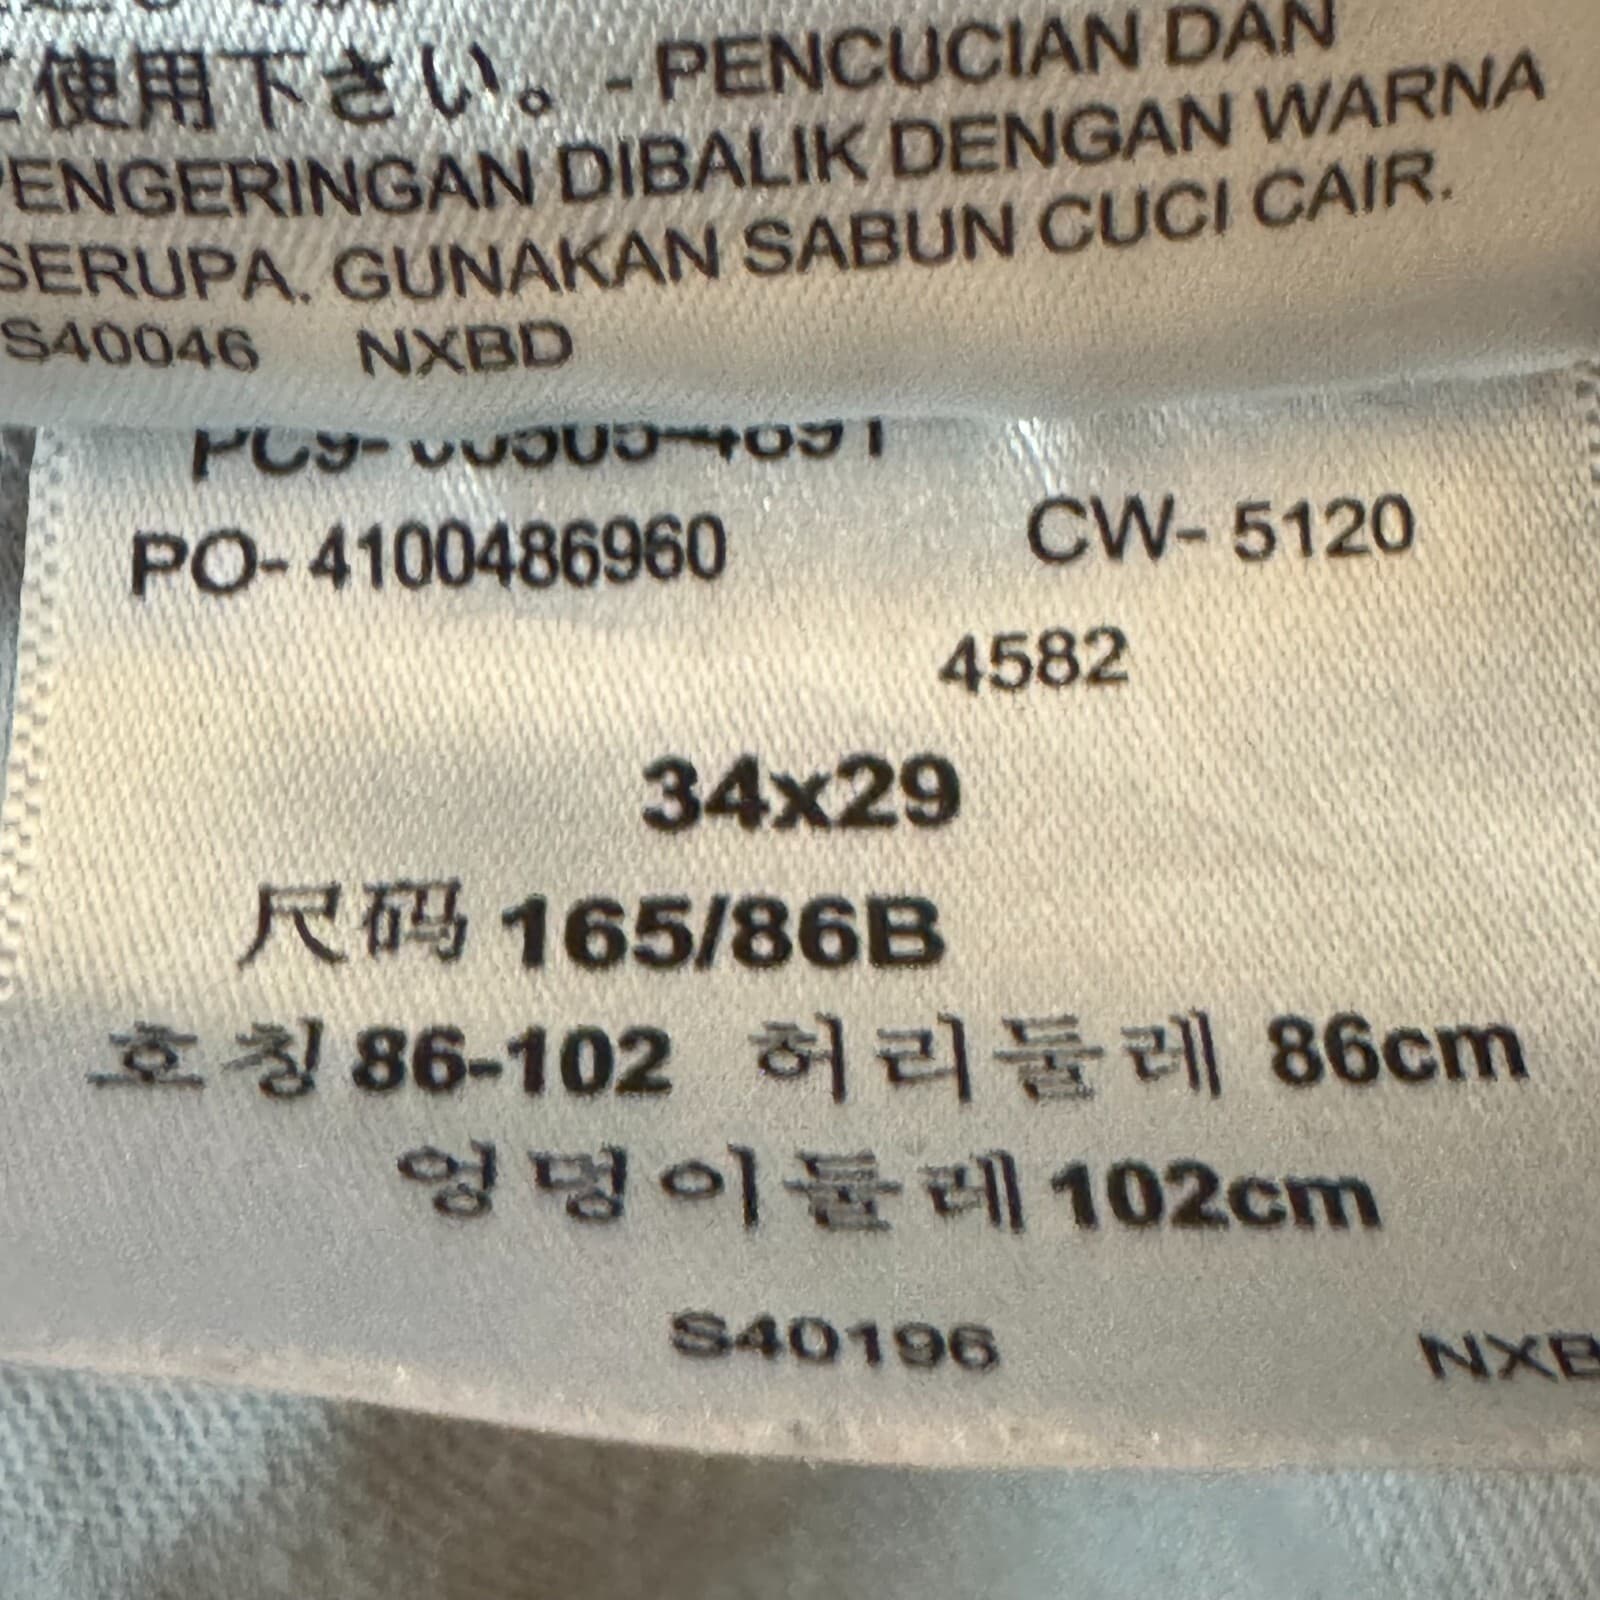 使用下さい。 - PENCUCIAN DAN
PENGERINGAN DIBALIK DENGAN WARNA
SERUPA. GUNAKAN SABUN CUCI CAIR.
S40046 NXBD
PO- 4100486960 CW- 5120
4582
34x29
尺码 165/86B
호칭 86-102 허리둘레 86cm
엉덩이둘레 102cm
S40196 NXB